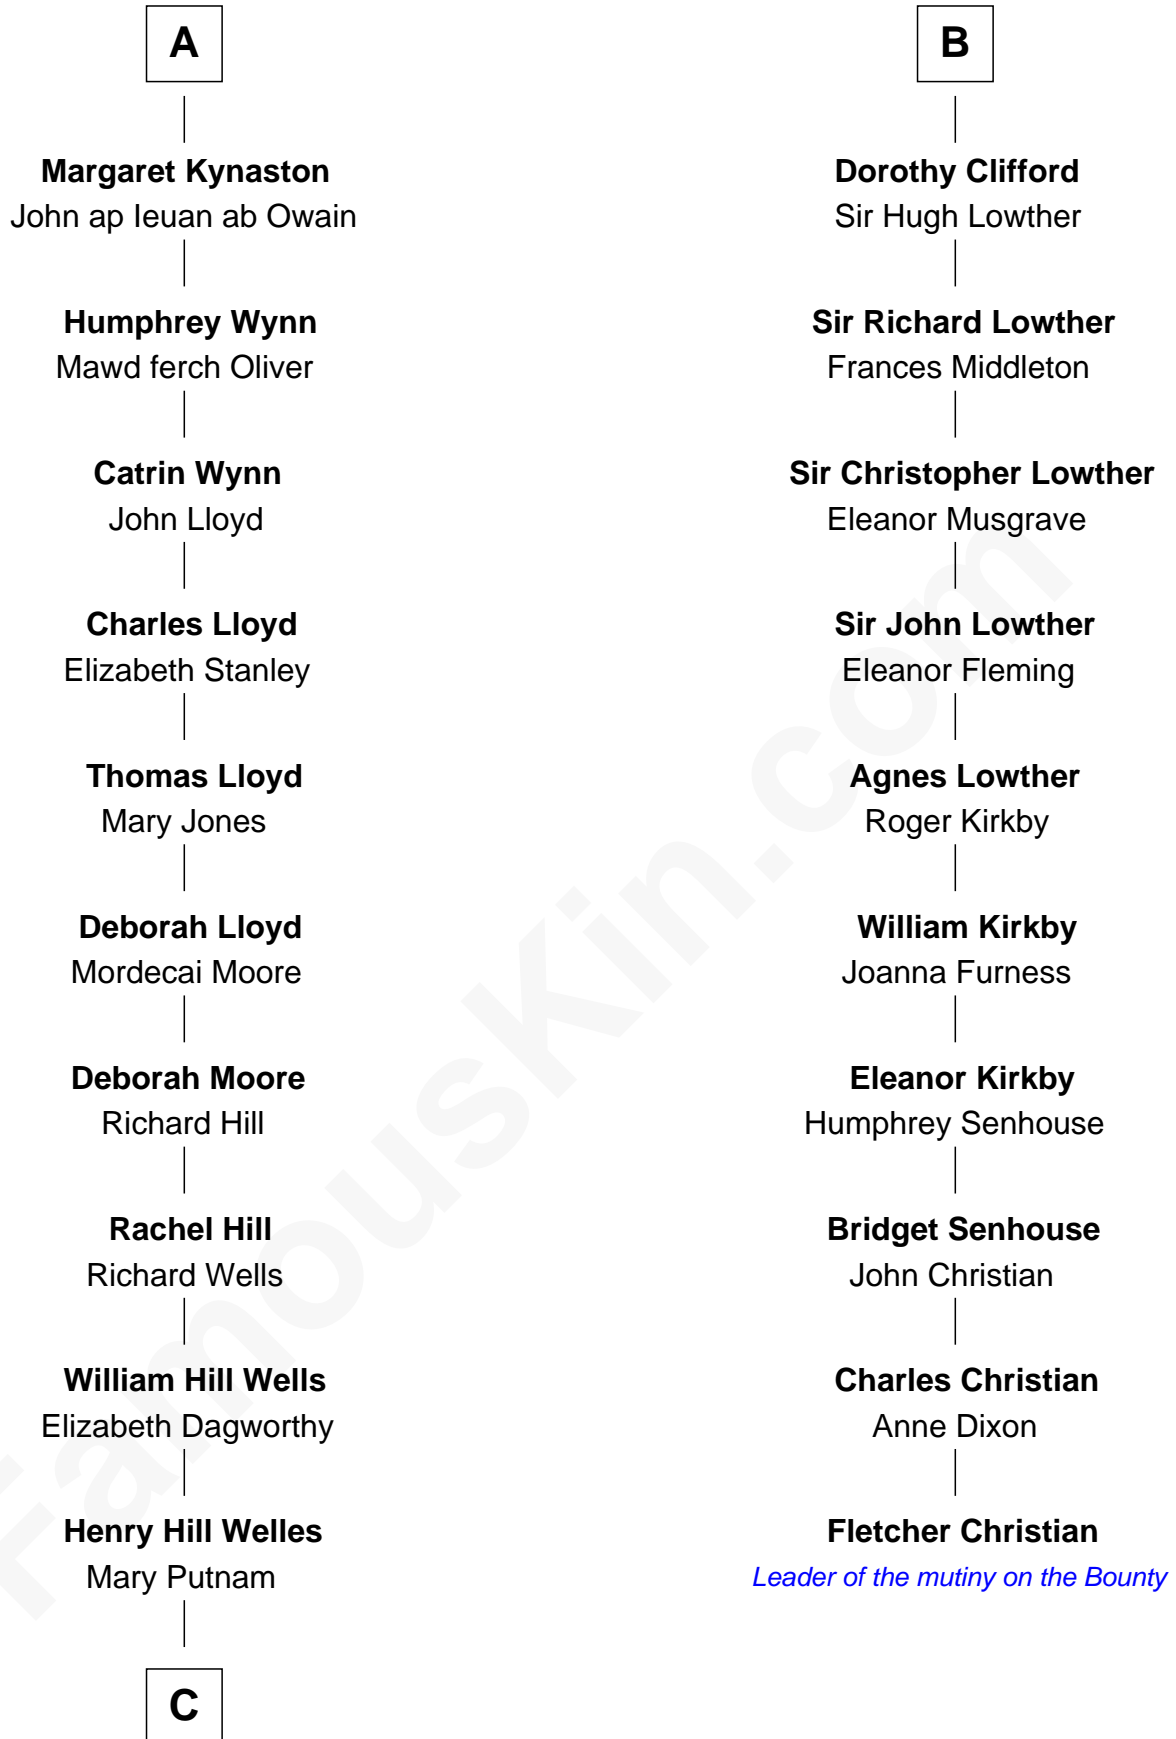 A
Margaret Kynaston
John ap Ieuan ab Owain
Humphrey Wynn
Mawd ferch Oliver
Catrin Wynn
John Lloyd
Charles Lloyd
Elizabeth Stanley
Thomas Lloyd
Mary Jones
Deborah Lloyd
Mordecai Moore
Deborah Moore
Richard Hill
Rachel Hill
Richard Wells
William Hill Wells
Elizabeth Dagworthy
Henry Hill Welles
Mary Putnam
C
B
Dorothy Clifford
Sir Hugh Lowther
Sir Richard Lowther
Frances Middleton
Sir Christopher Lowther
Eleanor Musgrave
Sir John Lowther
Eleanor Fleming
Agnes Lowther
Roger Kirkby
William Kirkby
Joanna Furness
Eleanor Kirkby
Humphrey Senhouse
Bridget Senhouse
John Christian
Charles Christian
Anne Dixon
Fletcher Christian
Leader of the mutiny on the Bounty
FamousKin.com